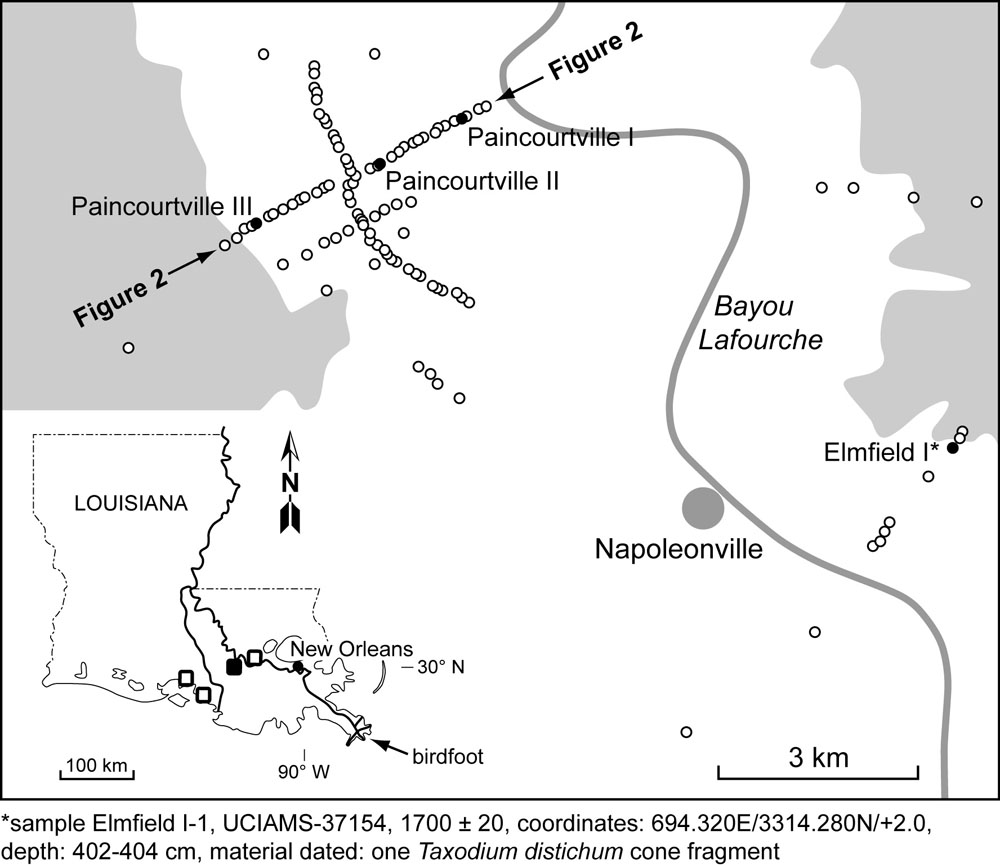 Figure 2
Paincourtville I
Paincourtville II
Paincourtville III
Figure 2
Bayou
Lafourche
Elmfield I*
Napoleonville
LOUISIANA
N
New Orleans
30° N
birdfoot
100 km
90° W
3 km
*sample Elmfield I-1, UCIAMS-37154, 1700 ± 20, coordinates: 694.320E/3314.280N/+2.0,
depth: 402-404 cm, material dated: one Taxodium distichum cone fragment